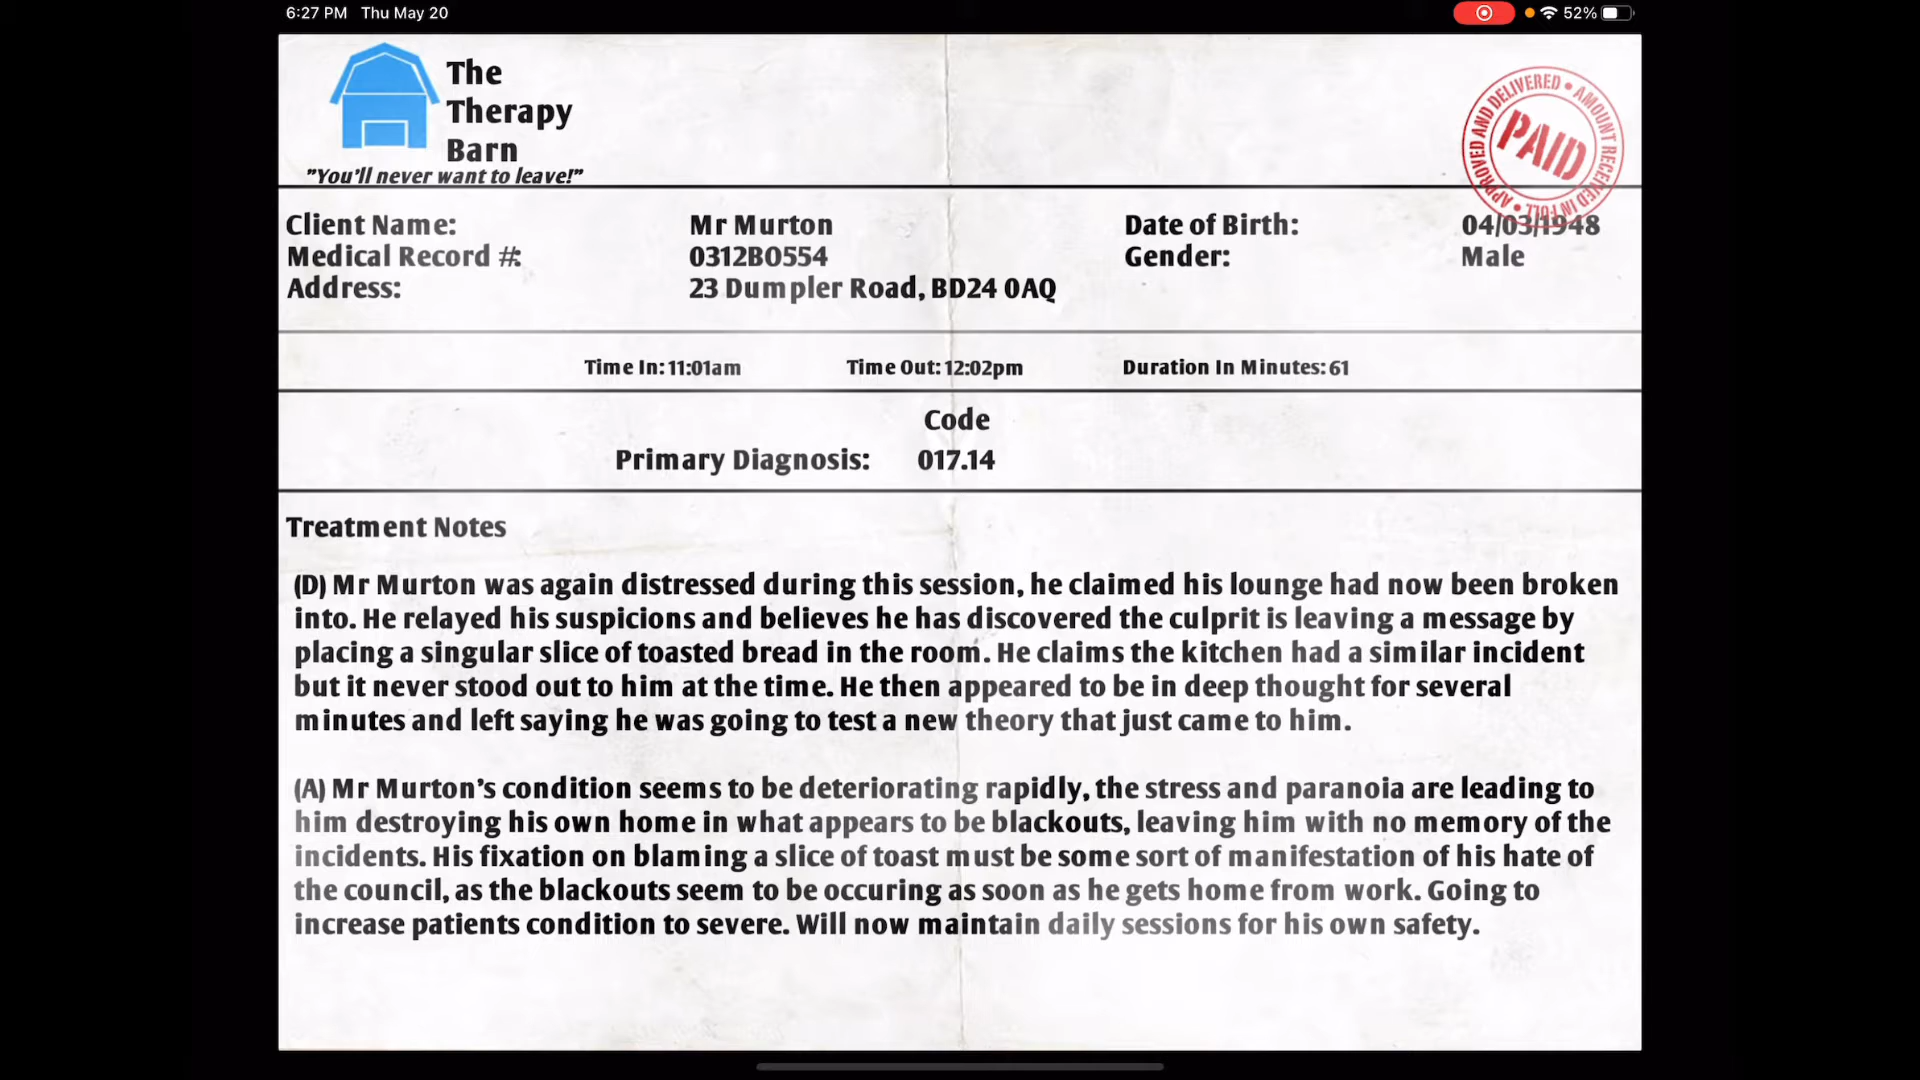 6:27 PM Thu May 20
52%
The
Therapy
Barn
"You'll never want to leave!"
APPROVED AND DELIVERED • AMOUNT RECEIVED IN FULL •
PAID
Client Name: Mr Murton Date of Birth: 04/03/1948
Medical Record #: 0312BO554 Gender: Male
Address: 23 Dumpler Road, BD24 0AQ
Time In: 11:01am Time Out: 12:02pm Duration In Minutes: 61
Code
Primary Diagnosis: 017.14
Treatment Notes
(D) Mr Murton was again distressed during this session, he claimed his lounge had now been broken
into. He relayed his suspicions and believes he has discovered the culprit is leaving a message by
placing a singular slice of toasted bread in the room. He claims the kitchen had a similar incident
but it never stood out to him at the time. He then appeared to be in deep thought for several
minutes and left saying he was going to test a new theory that just came to him.
(A) Mr Murton's condition seems to be deteriorating rapidly, the stress and paranoia are leading to
him destroying his own home in what appears to be blackouts, leaving him with no memory of the
incidents. His fixation on blaming a slice of toast must be some sort of manifestation of his hate of
the council, as the blackouts seem to be occuring as soon as he gets home from work. Going to
increase patients condition to severe. Will now maintain daily sessions for his own safety.